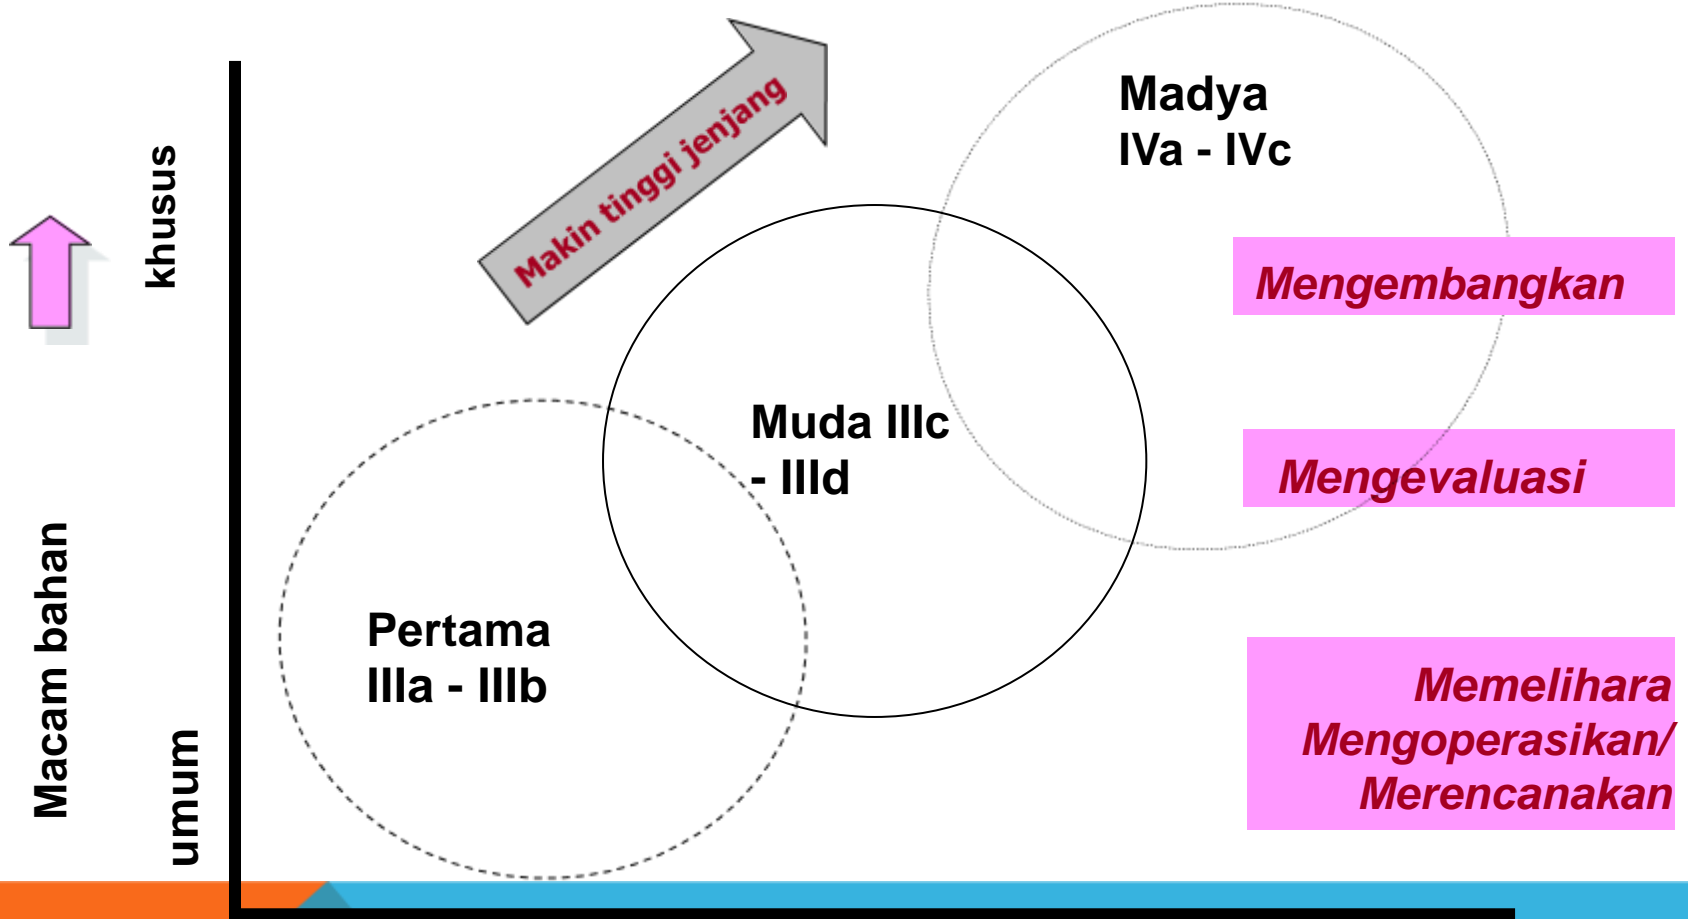 Macam bahan
umum
khusus
Makin tinggi jenjang
Madya
IVa - IVc
Muda IIIc
- IIId
Pertama
IIIa - IIIb
Mengembangkan
Mengevaluasi
Memelihara
Mengoperasikan/
Merencanakan